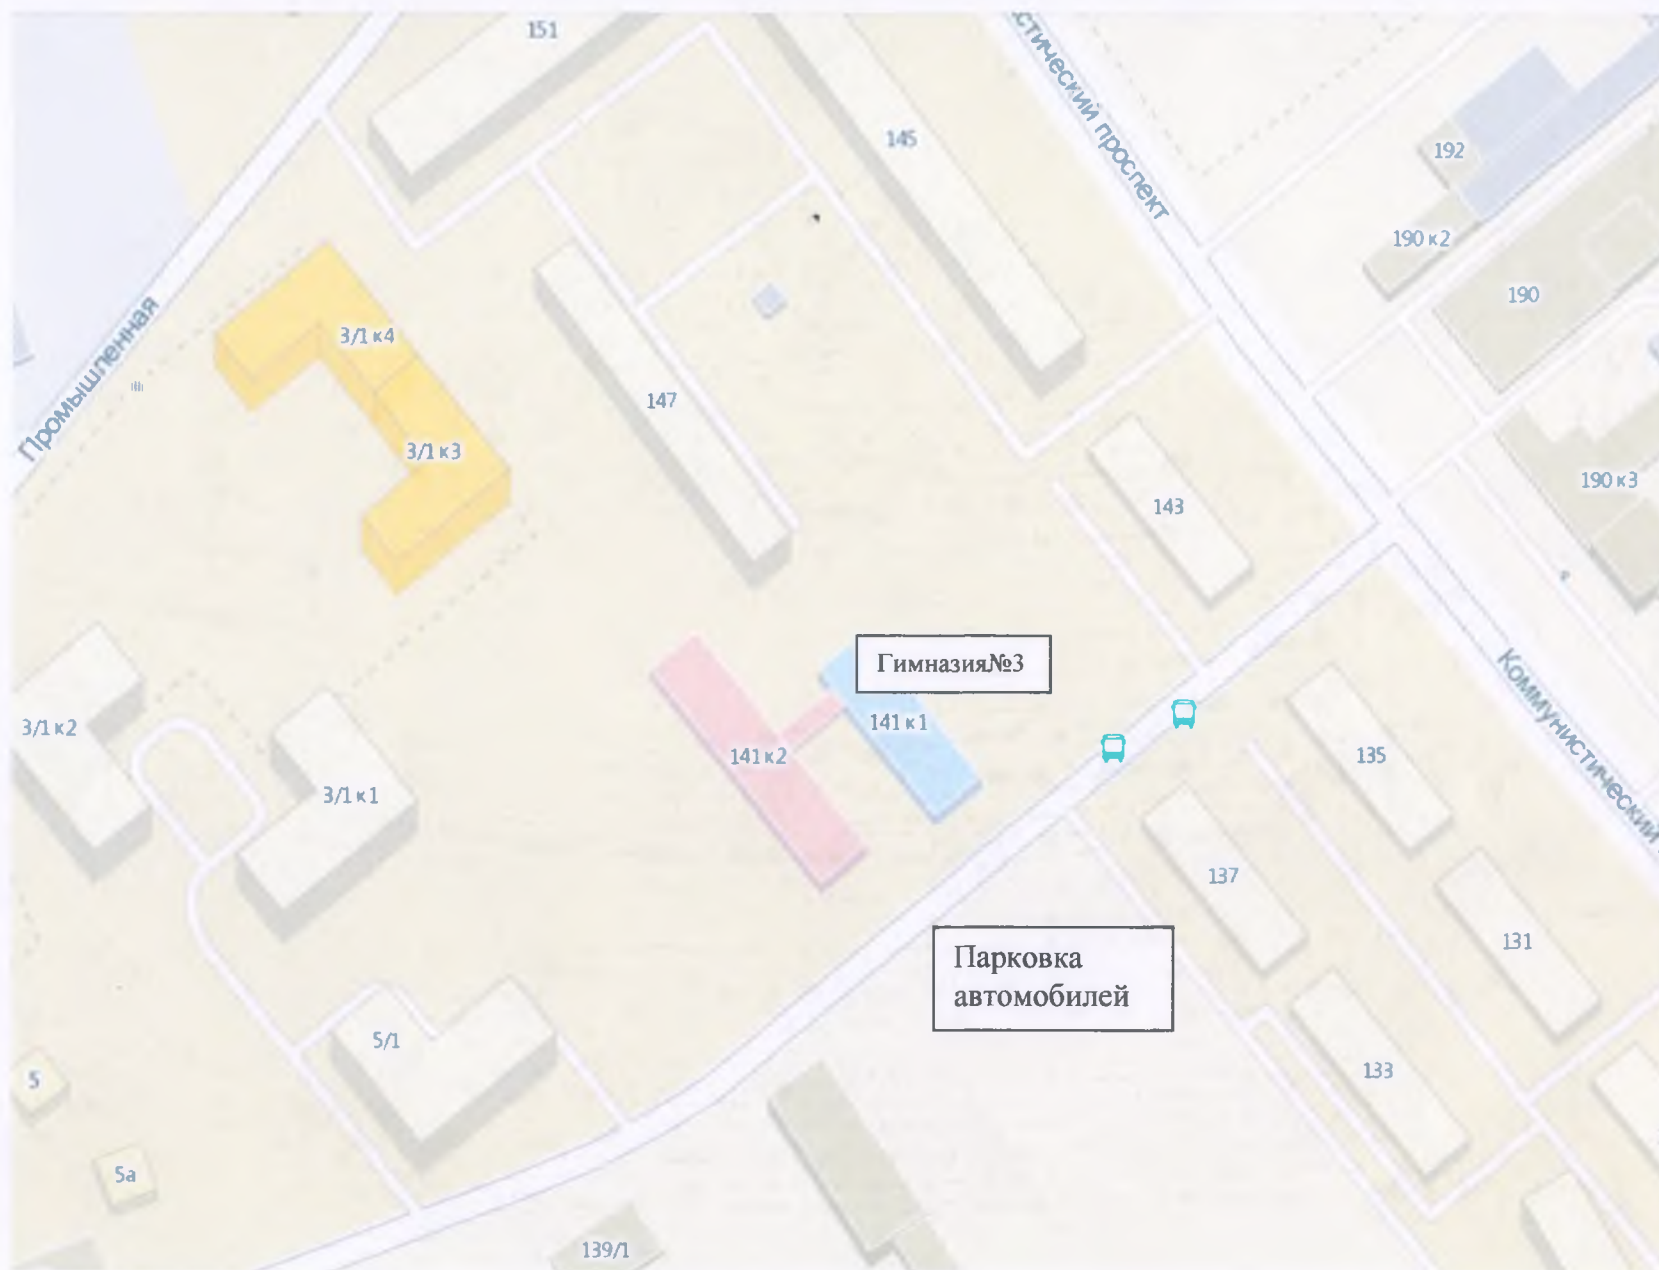 151
стический проспект
145
192
190 к2
190
Промышленная
3/1 к4
147
3/1 к3
190 к3
143
Гимназия№3
Коммунистический
3/1 к2
141 к1
141 к2
135
3/1 к1
137
131
Парковка
автомобилей
5/1
5
133
5а
139/1